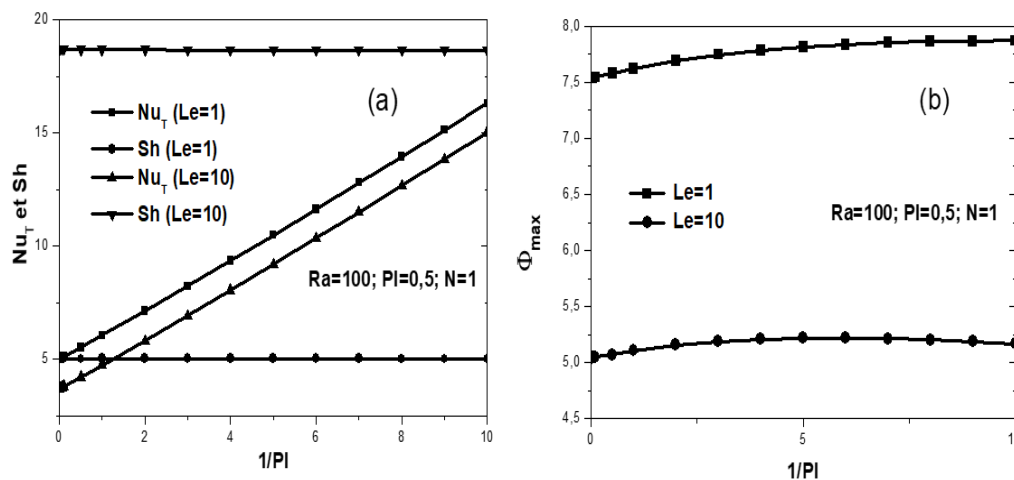 20
15
10
5
Nu_T et Sh
Nu_T (Le=1)
Sh (Le=1)
Nu_T (Le=10)
Sh (Le=10)
(a)
Ra=100; Pl=0,5; N=1
0 2 4 6 8 10
1/Pl
8,0
7,5
7,0
6,5
6,0
5,5
5,0
4,5
Φmax
Le=1
Le=10
(b)
Ra=100; Pl=0,5; N=1
0 5 1
1/Pl